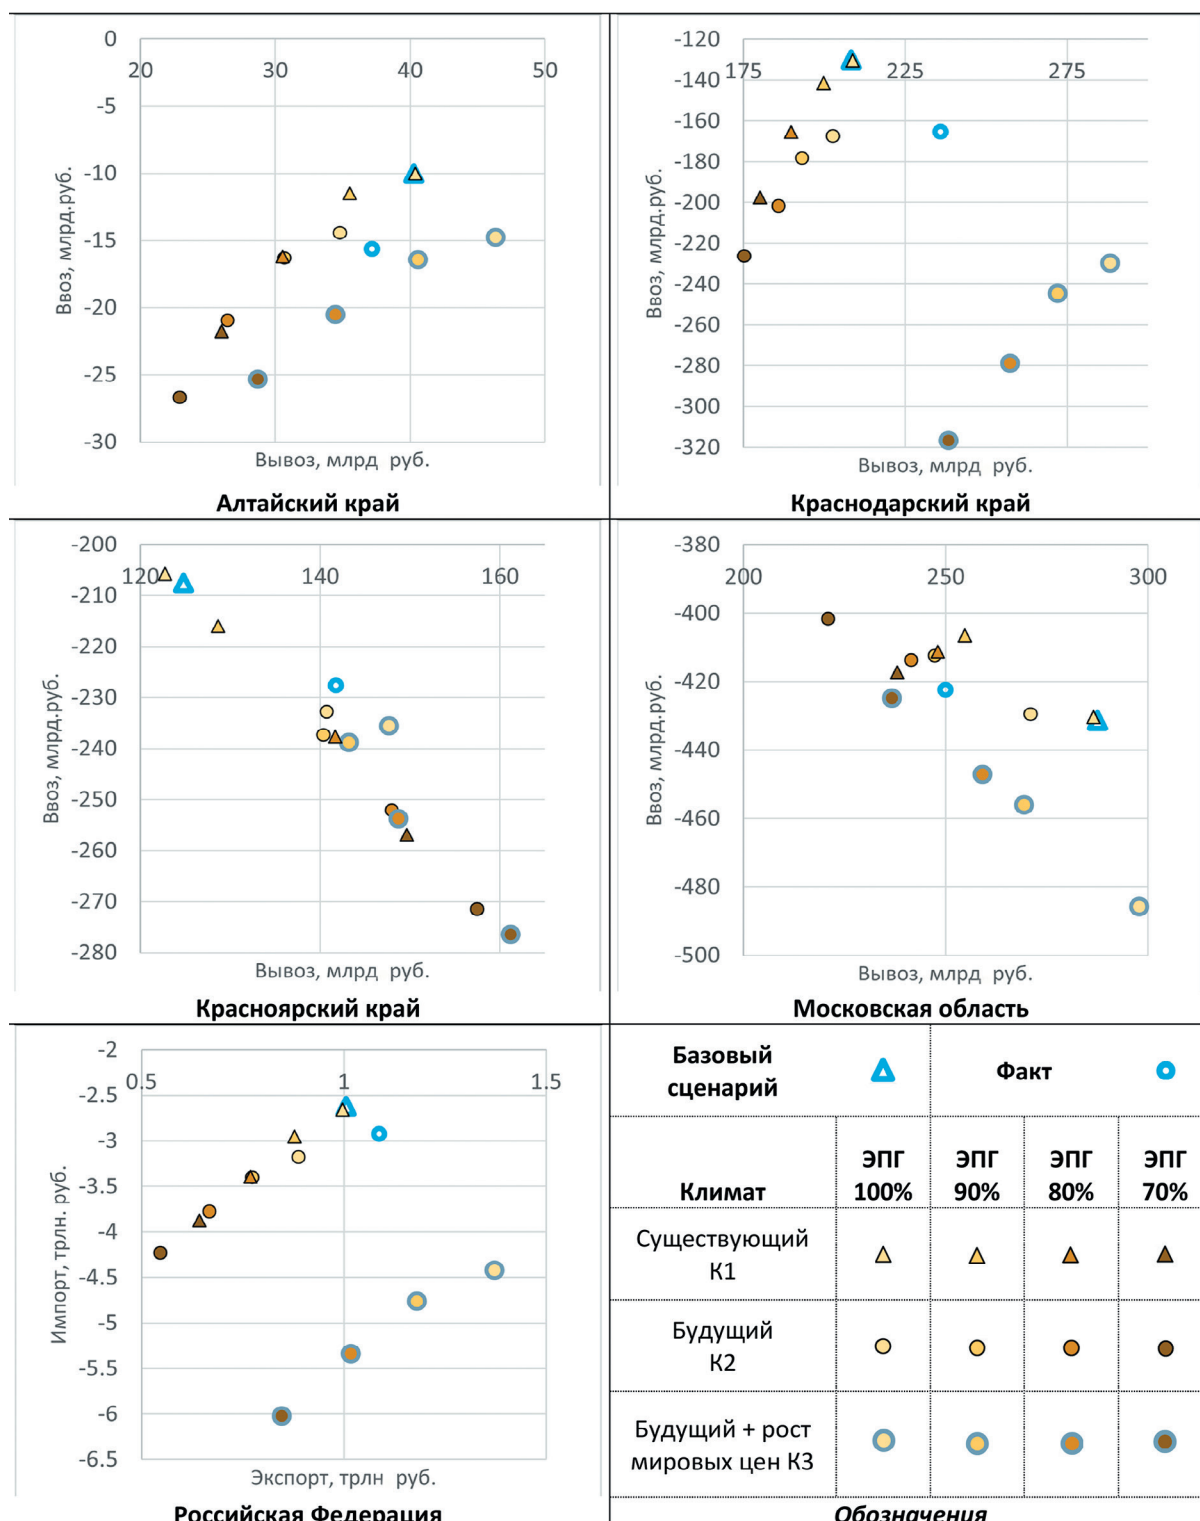 0
20
30
40
50
-5
-10
-15
-20
-25
-30
Ввоз, млрд.руб.
Вывоз, млрд руб.
Алтайский край
-120
175
225
275
-140
-160
-180
-200
-220
-240
-260
-280
-300
-320
Ввоз, млрд.руб.
Вывоз, млрд руб.
Краснодарский край
-200
120
140
160
-210
-220
-230
-240
-250
-260
-270
-280
Ввоз, млрд.руб.
Вывоз, млрд руб.
Красноярский край
-380
200
250
300
-400
-420
-440
-460
-480
-500
Ввоз, млрд.руб.
Вывоз, млрд руб.
Московская область
-2
0.5
1
1.5
-2.5
-3
-3.5
-4
-4.5
-5
-5.5
-6
-6.5
Импорт, трлн. руб.
Экспорт, трлн руб.
Российская Федерация
Базовый
сценарий
Факт
Климат
ЭПГ
100%
ЭПГ
90%
ЭПГ
80%
ЭПГ
70%
Существующий
К1
Будущий
К2
Будущий + рост
мировых цен К3
Обозначения